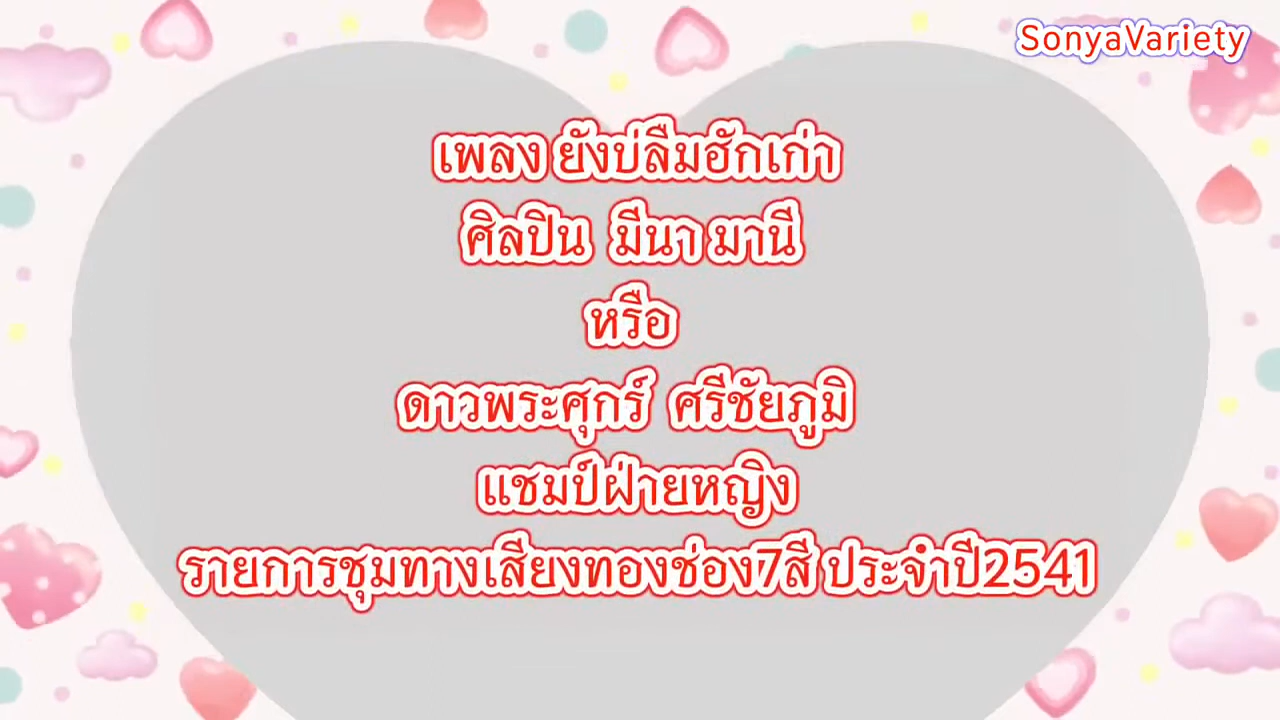 SonyaVariety
เพลง ยังบ่ลืมฮักเก่า
ศิลปิน มีนา มานี
หรือ
ดาวพระศุกร์ ศรีชัยภูมิ
แชมป์ฝ่ายหญิง
รายการชุมทางเสียงทองช่อง7สี ประจำปี2541